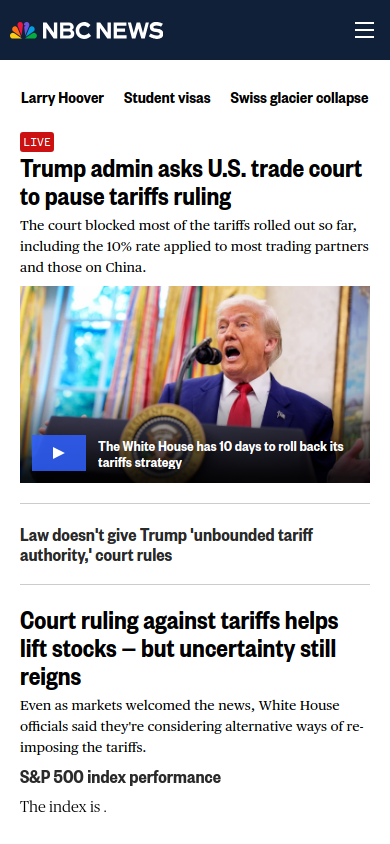 NBC NEWS
Larry Hoover Student visas Swiss glacier collapse
LIVE
Trump admin asks U.S. trade court
to pause tariffs ruling
The court blocked most of the tariffs rolled out so far,
including the 10% rate applied to most trading partners
and those on China.
The White House has 10 days to roll back its
tariffs strategy
Law doesn't give Trump 'unbounded tariff
authority,' court rules
Court ruling against tariffs helps
lift stocks — but uncertainty still
reigns
Even as markets welcomed the news, White House
officials said they're considering alternative ways of re-
imposing the tariffs.
S&P 500 index performance
The index is .